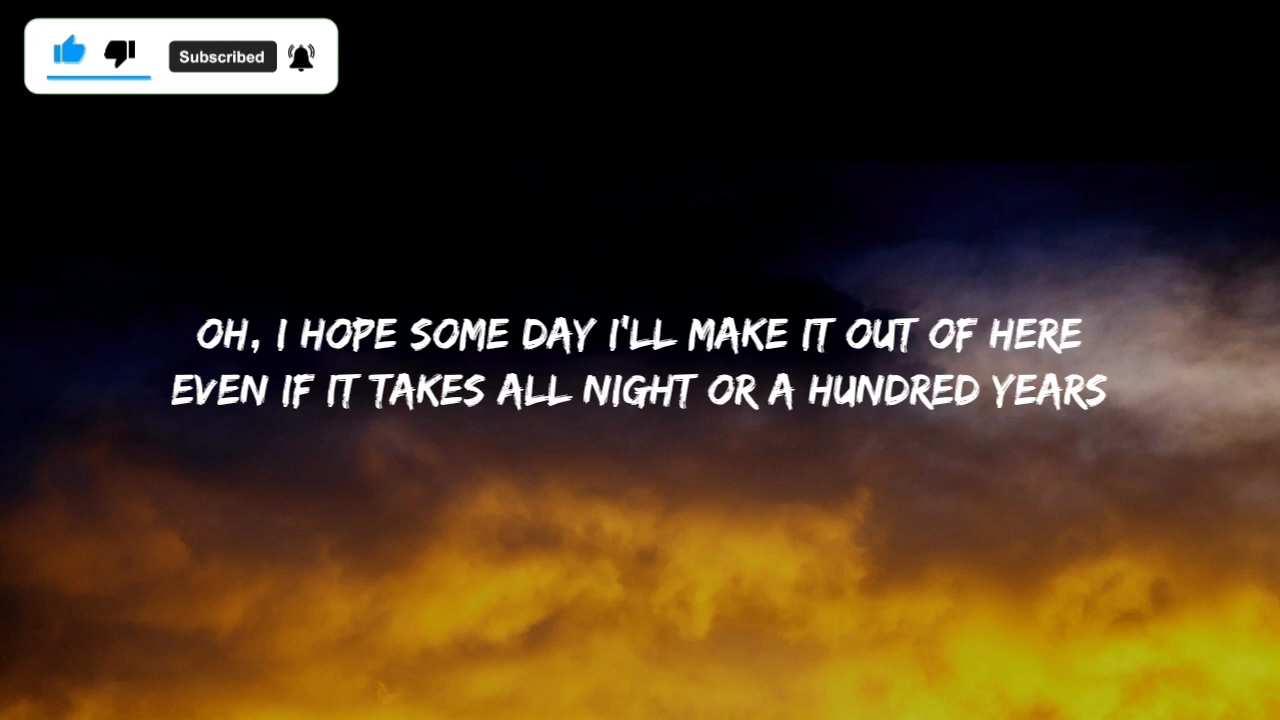 Subscribed
OH, I HOPE SOME DAY I'LL MAKE IT OUT OF HERE
EVEN IF IT TAKES ALL NIGHT OR A HUNDRED YEARS